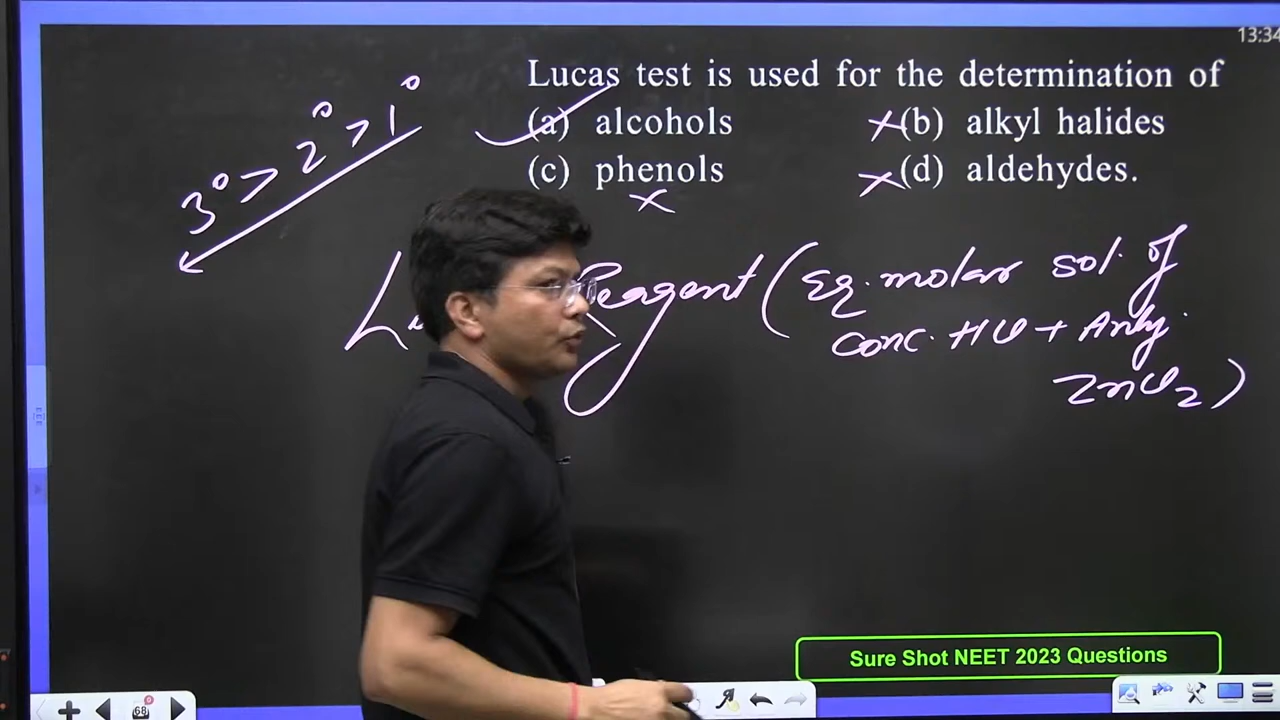 13:34
Lucas test is used for the determination of
(a) alcohols (b) alkyl halides
(c) phenols (d) aldehydes.
3° > 2° > 1°
Reagent (Eq. molar sol. of
conc. HCl + Anhy.
ZnCl2)
Sure Shot NEET 2023 Questions
68